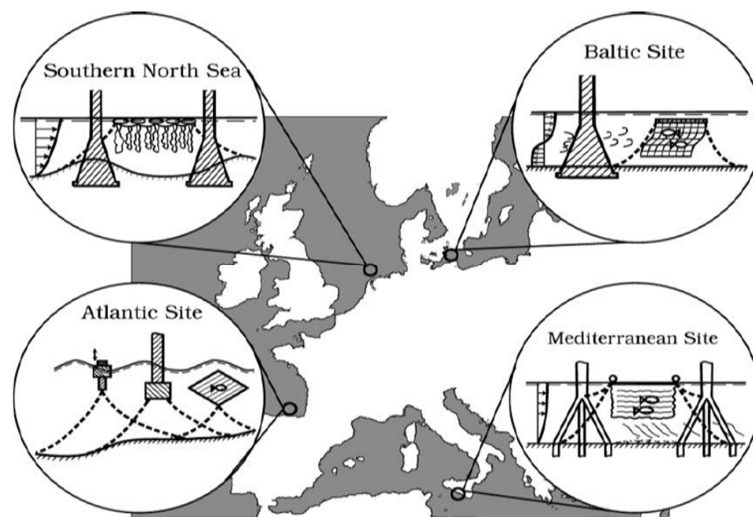 Southern North Sea
Baltic Site
Atlantic Site
Mediterranean Site